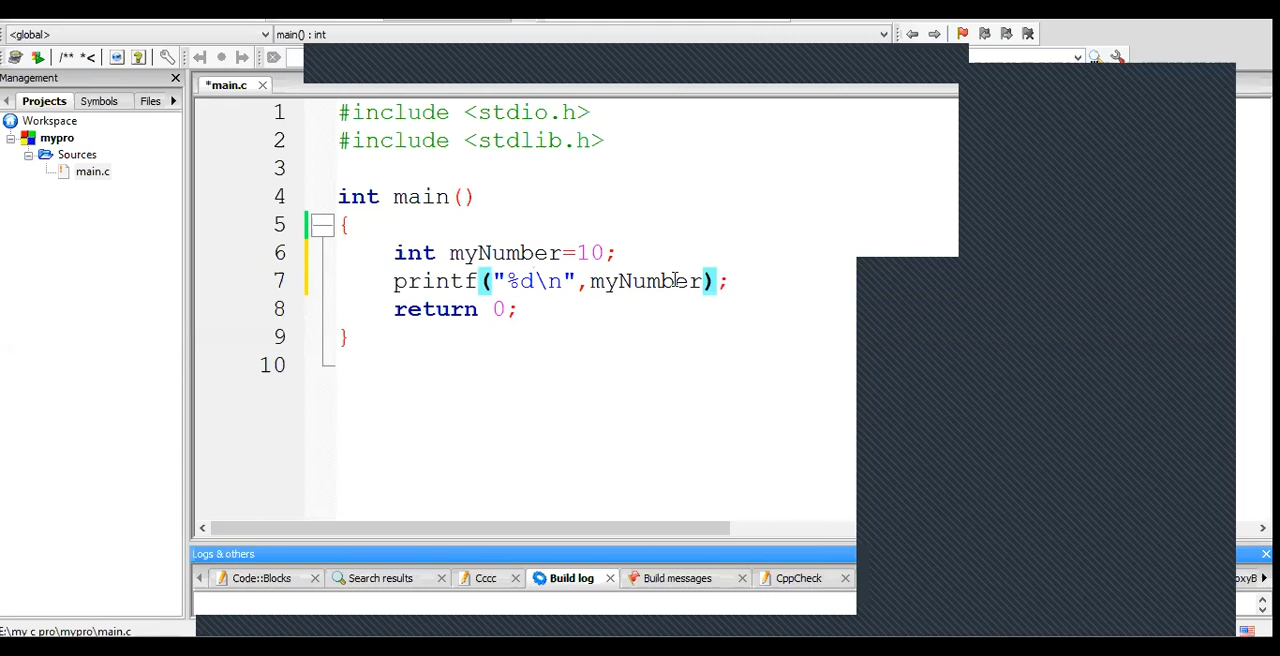 <global>
main() : int
/** *<
Management
*main.c
Projects
Symbols
Files
Workspace
mypro
Sources
main.c
1 #include <stdio.h>
2 #include <stdlib.h>
3
4 int main()
5 {
6 int myNumber=10;
7 printf("%d\n",myNumber);
8 return 0;
9 }
10
Logs & others
Code::Blocks
Search results
Cccc
Build log
Build messages
CppCheck
oxyB
E:\my c pro\mypro\main.c